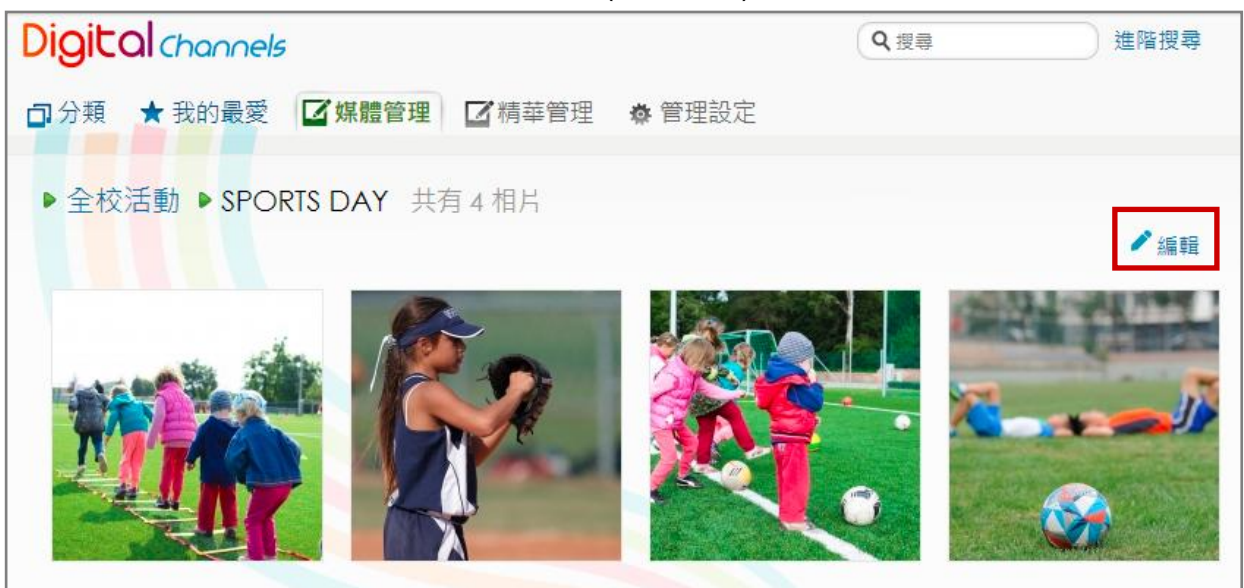 Digital Channels
搜尋 進階搜尋
分類 我的最愛 媒體管理 精華管理 管理設定
全校活動 SPORTS DAY 共有 4 相片
編輯